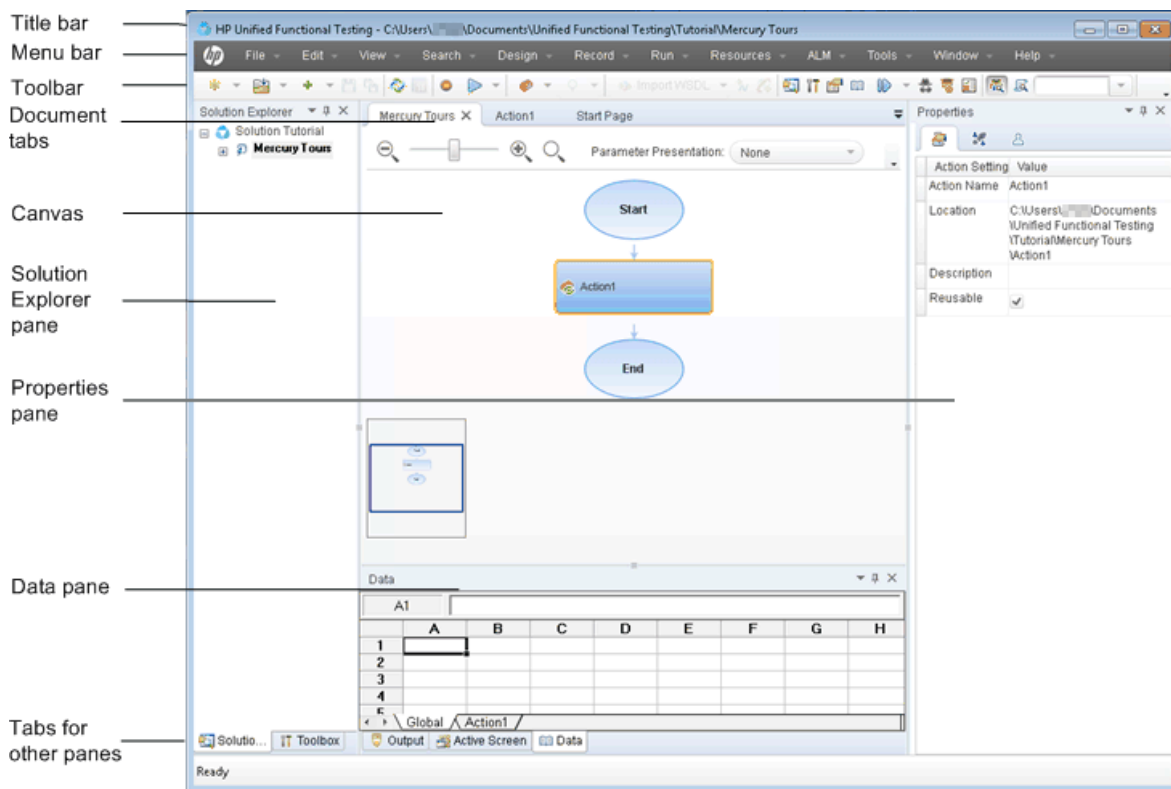 Title bar
Menu bar
Toolbar
Document
tabs
Canvas
Solution
Explorer
pane
Properties
pane
Data pane
Tabs for
other panes
HP Unified Functional Testing - C:\Users\ \Documents\Unified Functional Testing\Tutorial\Mercury Tours
hp File Edit View Search Design Record Run Resources ALM Tools Window Help
Import WSDL
Solution Explorer
Solution Tutorial
Mercury Tours
Mercury Tours Action1 Start Page
Parameter Presentation: None
Start
Action1
End
Properties
Action Setting Value
Action Name Action1
Location C:\Users\ \Documents
\Unified Functional Testing
\Tutorial\Mercury Tours
\Action1
Description
Reusable
Data
A1
A B C D E F G H
1
2
3
4
5
Global Action1
Solutio... Toolbox
Output Active Screen Data
Ready